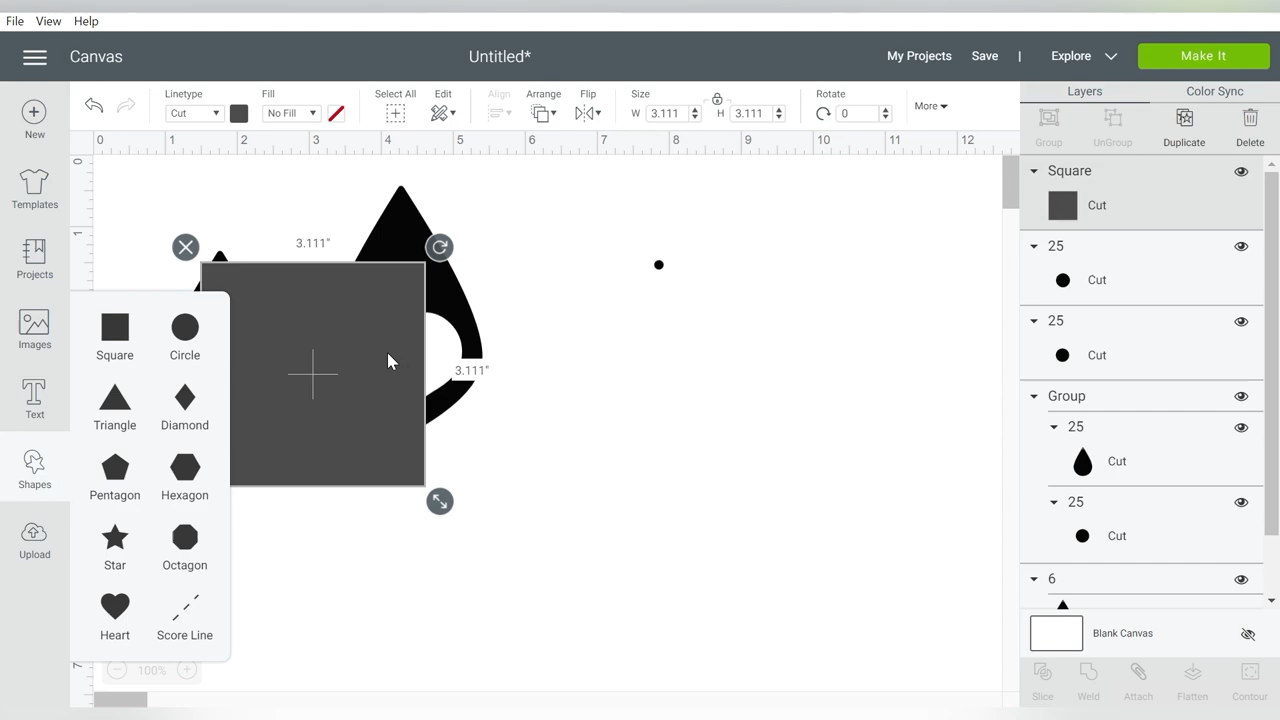 File View Help
Canvas
Untitled*
My Projects Save | Explore Make It
New
Templates
Projects
Images
Text
Shapes
Upload
Linetype
Cut
Fill
No Fill
Select All
Edit
Align
Arrange
Flip
Size
W 3.111 H 3.111
Rotate
0
More
0 1 2 3 4 5 6 7 8 9 10 11 12
0
1
7
3.111"
3.111"
Square Circle
Triangle Diamond
Pentagon Hexagon
Star Octagon
Heart Score Line
100%
Layers Color Sync
Group UnGroup Duplicate Delete
Square
Cut
25
Cut
25
Cut
Group
25
Cut
25
Cut
6
Blank Canvas
Slice Weld Attach Flatten Contour